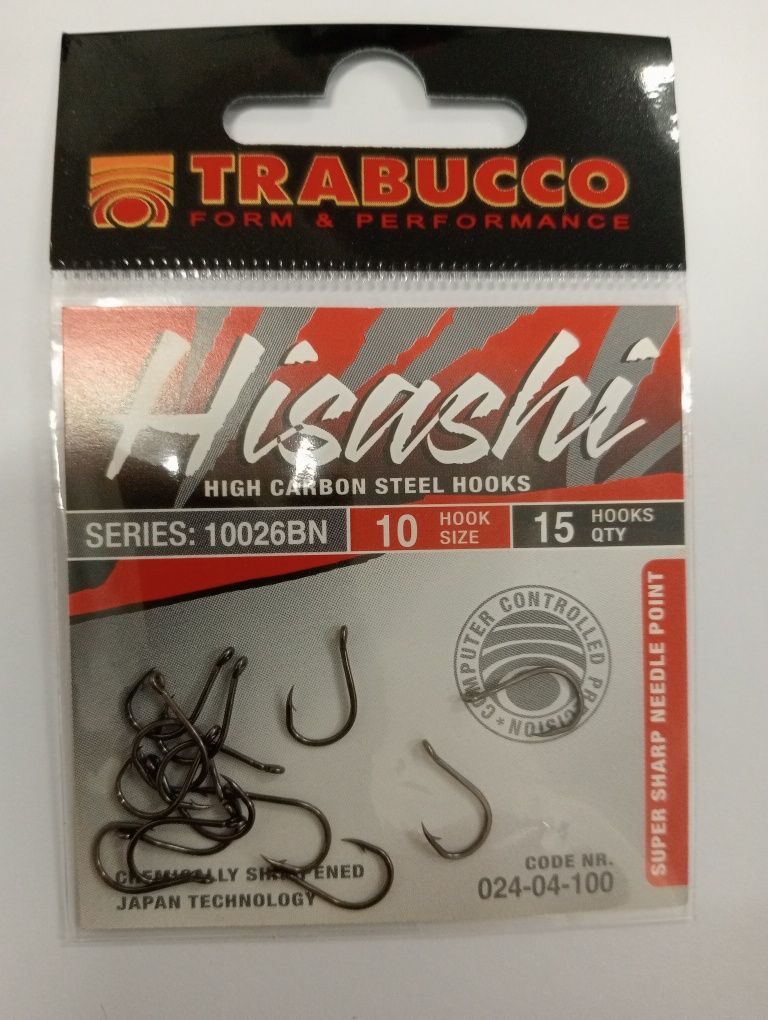 TRABUCCO
FORM & PERFORMANCE
Hisashi
HIGH CARBON STEEL HOOKS
SERIES: 10026BN
10 HOOK SIZE
15 HOOKS QTY
COMPUTER CONTROLLED PRECISION
SUPER SHARP NEEDLE POINT
CHEMICALLY SHARPENED
JAPAN TECHNOLOGY
CODE NR.
024-04-100